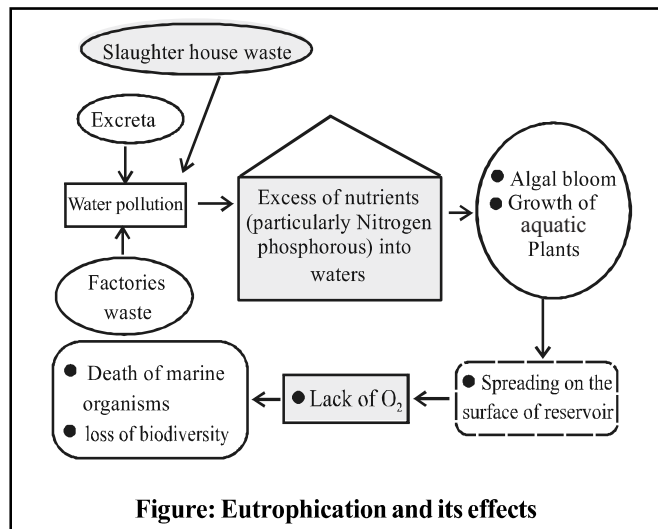 Slaughter house waste
Excreta
Water pollution
Factories
waste
Excess of nutrients
(particularly Nitrogen
phosphorous) into
waters
● Algal bloom
● Growth of
aquatic
Plants
● Spreading on the
surface of reservoir
● Lack of O₂
● Death of marine
organisms
● loss of biodiversity
Figure: Eutrophication and its effects